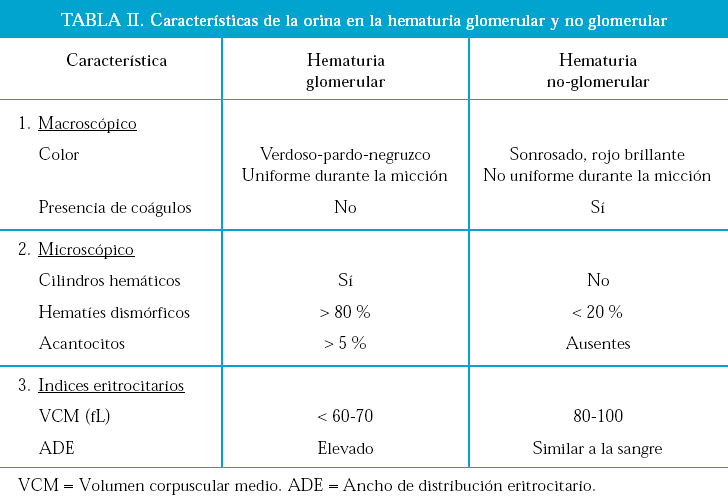 TABLA II. Características de la orina en la hematuria glomerular y no glomerular
Característica Hematuria glomerular Hematuria no-glomerular
1. Macroscópico
Color Verdoso-pardo-negruzco Sonrosado, rojo brillante
Uniforme durante la micción No uniforme durante la micción
Presencia de coágulos No Sí
2. Microscópico
Cilindros hemáticos Sí No
Hematíes dismórficos > 80 % < 20 %
Acantocitos > 5 % Ausentes
3. Indices eritrocitarios
VCM (fL) < 60-70 80-100
ADE Elevado Similar a la sangre
VCM = Volumen corpuscular medio. ADE = Ancho de distribución eritrocitario.